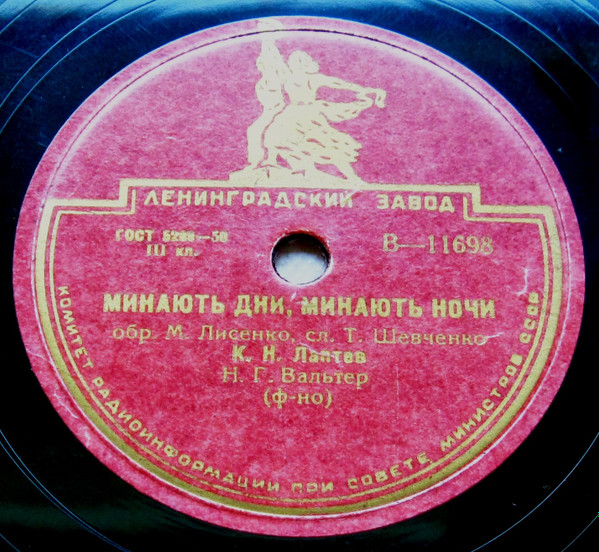 ЛЕНИНГРАДСКИЙ ЗАВОД
ГОСТ 5289—50
III кл.
В—11698
МИНАЮТЬ ДНИ, МИНАЮТЬ НОЧИ
обр. М. Лисенко, сл. Т. Шевченко
К. Н. Лаптев
Н. Г. Вальтер
(ф-но)
КОМИТЕТ РАДИОИНФОРМАЦИИ ПРИ СОВЕТЕ МИНИСТРОВ СССР